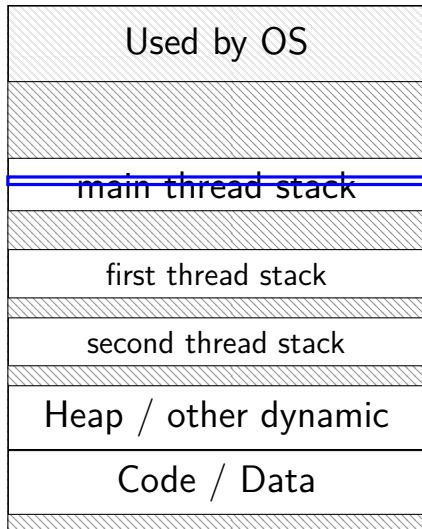 Used by OS
main thread stack
first thread stack
second thread stack
Heap / other dynamic
Code / Data